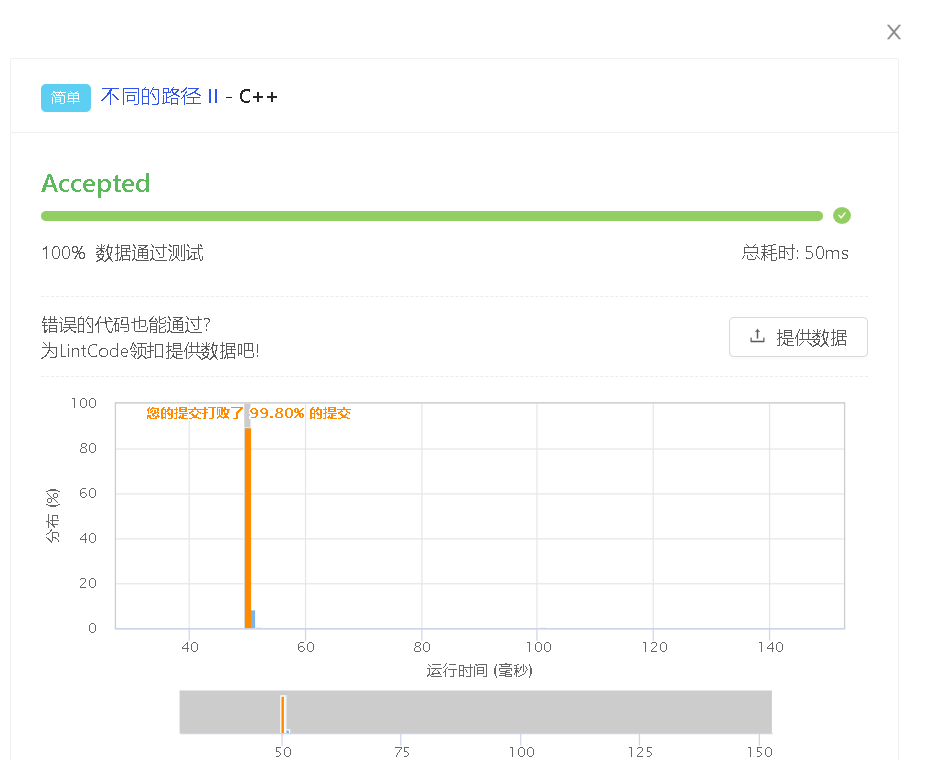 X
简单 不同的路径 II - C++
Accepted
100% 数据通过测试 总耗时: 50ms
错误的代码也能通过?
为LintCode领扣提供数据吧!
提供数据
您的提交打败了 99.80% 的提交
100
80
60
40
20
0
分布 (%)
40 60 80 100 120 140
运行时间 (毫秒)
50 75 100 125 150